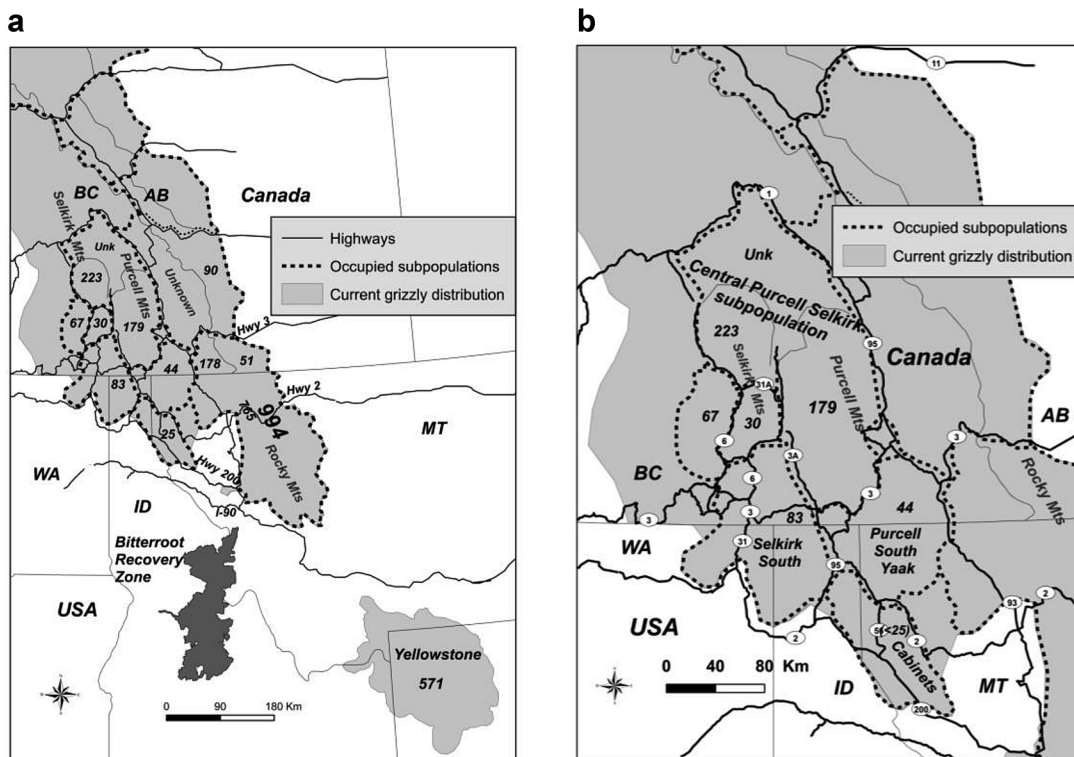 a
BC
AB
Canada
Selkirk Mts
Unk
Purcell Mts
Unknown
90
223
67
30
179
Highways
Occupied subpopulations
Current grizzly distribution
Hwy 3
83
44
178
51
25
765
994
Hwy 2
Rocky Mts
MT
WA
Hwy 200
ID
I-90
Bitterroot
Recovery
Zone
USA
Yellowstone
571
0 90 180 Km
b
11
1
Occupied subpopulations
Current grizzly distribution
Unk
Central Purcell Selkirk
subpopulation
223
95
Canada
Selkirk Mts
31A
Purcell Mts
179
67
30
AB
6
3
3A
BC
6
3
Rocky Mts
3
3
83
44
WA
31
Selkirk
South
Purcell
South
Yaak
95
93
2
USA
(<25)
2
2
Cabinets
0 40 80 Km
ID
MT
200